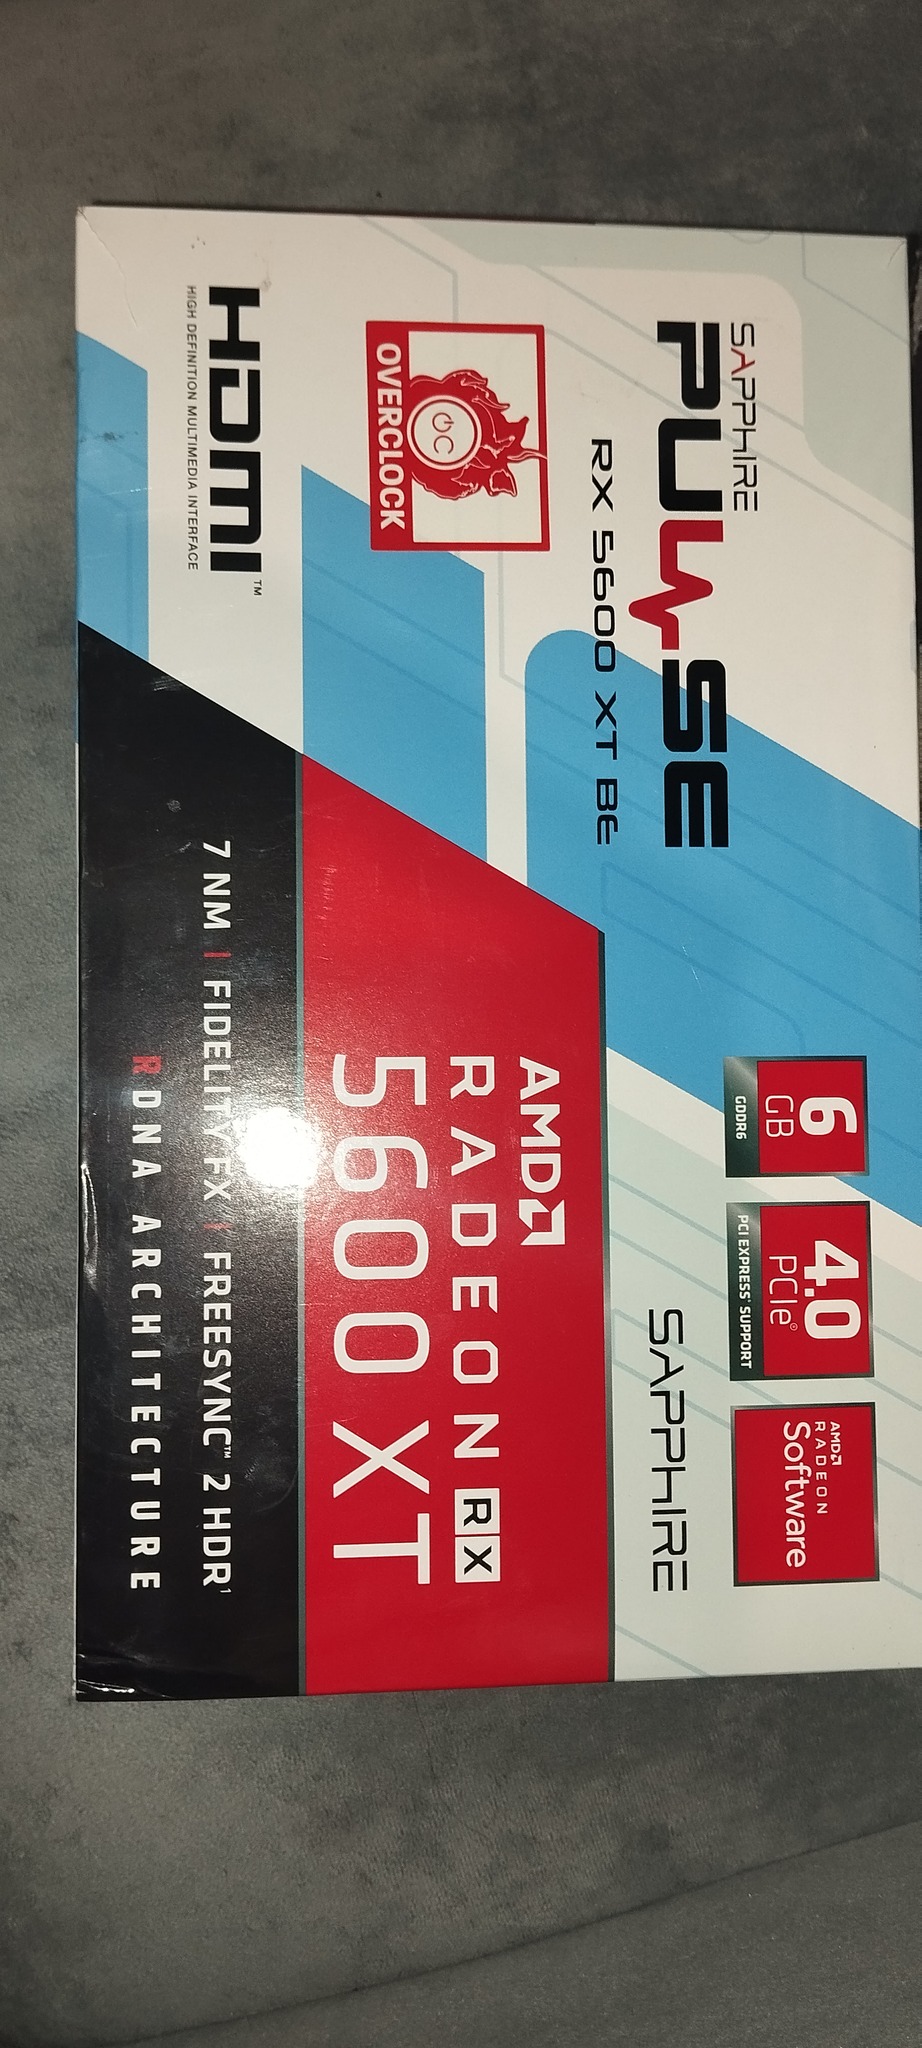 SAPPHIRE
PULSE
RX 5600 XT BE
OC
OVERCLOCK
HDMI™
HIGH DEFINITION MULTIMEDIA INTERFACE
6
GB
GDDR6
4.0
PCIe®
PCI EXPRESS® SUPPORT
AMD
RADEON
Software
SAPPHIRE
AMD
RADEON RX
5600 XT
7 NM | FIDELITY FX | FREESYNC™ 2 HDR¹
RDNA ARCHITECTURE